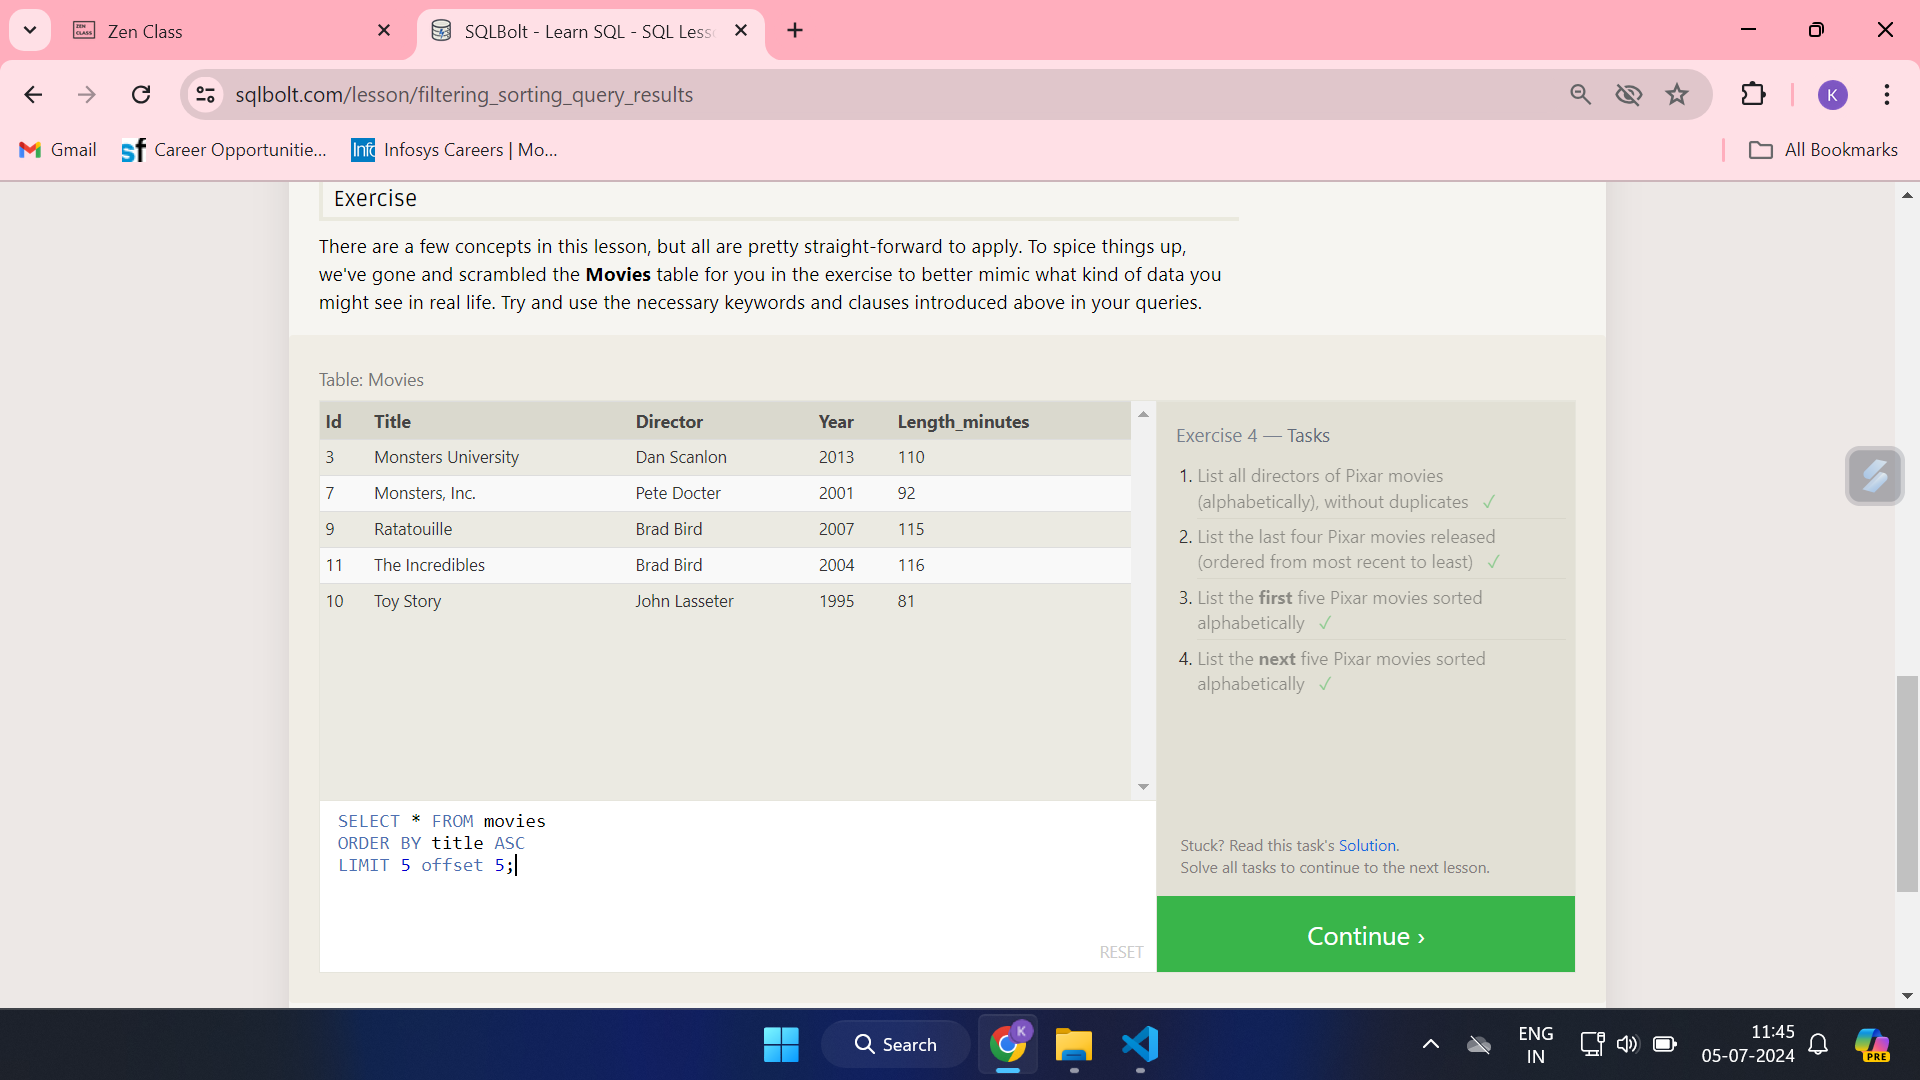 Zen Class
SQLBolt - Learn SQL - SQL Less
sqlbolt.com/lesson/filtering_sorting_query_results
K
Gmail
Career Opportunitie...
Infosys Careers | Mo...
All Bookmarks
Exercise
There are a few concepts in this lesson, but all are pretty straight-forward to apply. To spice things up,
we've gone and scrambled the Movies table for you in the exercise to better mimic what kind of data you
might see in real life. Try and use the necessary keywords and clauses introduced above in your queries.
Table: Movies
Id Title Director Year Length_minutes
3 Monsters University Dan Scanlon 2013 110
7 Monsters, Inc. Pete Docter 2001 92
9 Ratatouille Brad Bird 2007 115
11 The Incredibles Brad Bird 2004 116
10 Toy Story John Lasseter 1995 81
SELECT * FROM movies
ORDER BY title ASC
LIMIT 5 offset 5;
RESET
Exercise 4 — Tasks
1. List all directors of Pixar movies
(alphabetically), without duplicates ✓
2. List the last four Pixar movies released
(ordered from most recent to least) ✓
3. List the first five Pixar movies sorted
alphabetically ✓
4. List the next five Pixar movies sorted
alphabetically ✓
Stuck? Read this task's Solution.
Solve all tasks to continue to the next lesson.
Continue ›
Search
K
ENG
IN
11:45
05-07-2024
PRE